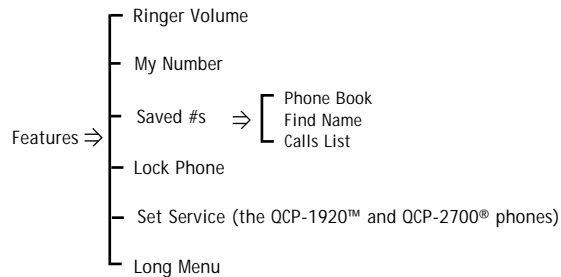 Ringer Volume
My Number
Features ⇒ Saved #s ⇒ Phone Book
Find Name
Calls List
Lock Phone
Set Service (the QCP-1920™ and QCP-2700® phones)
Long Menu